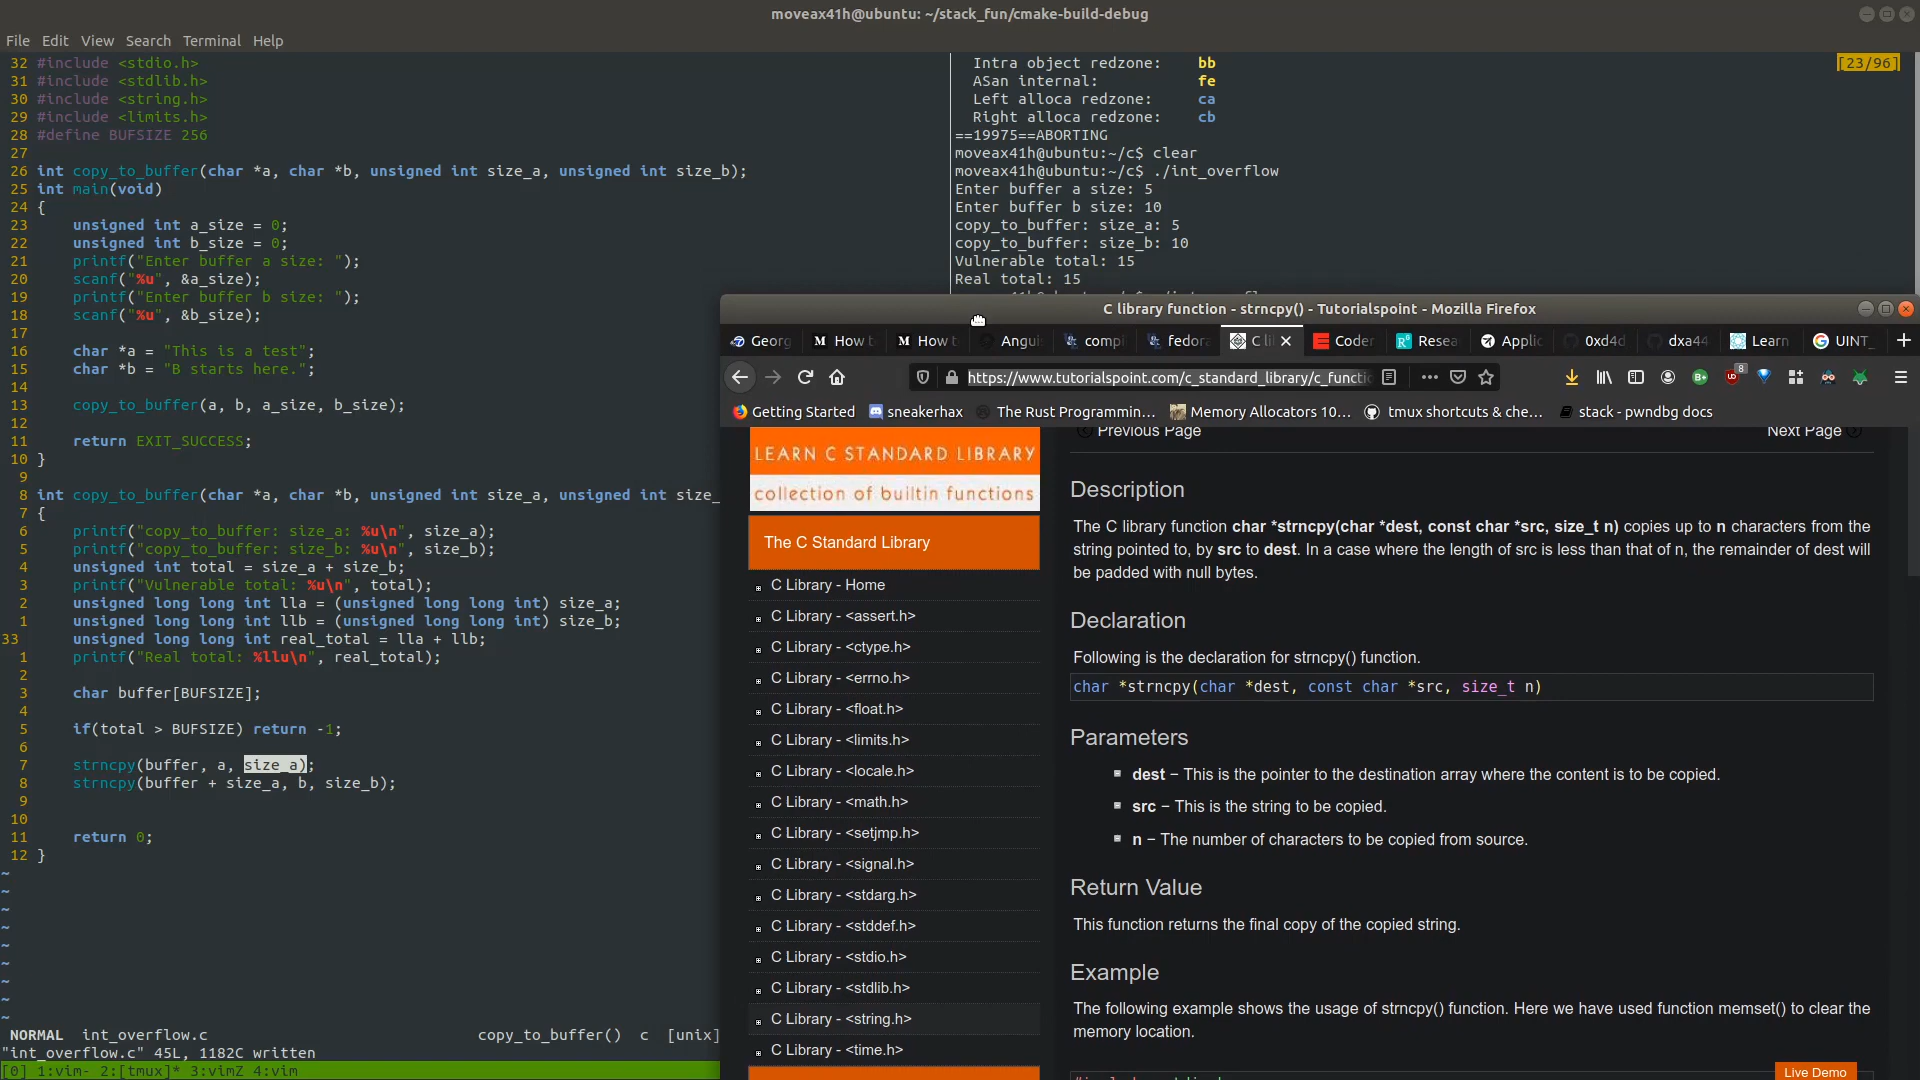 moveax41h@ubuntu: ~/stack_fun/cmake-build-debug
File Edit View Search Terminal Help
32 #include <stdio.h>
31 #include <stdlib.h>
30 #include <string.h>
29 #include <limits.h>
28 #define BUFSIZE 256
27
26 int copy_to_buffer(char *a, char *b, unsigned int size_a, unsigned int size_b);
25 int main(void)
24 {
23     unsigned int a_size = 0;
22     unsigned int b_size = 0;
21     printf("Enter buffer a size: ");
20     scanf("%u", &a_size);
19     printf("Enter buffer b size: ");
18     scanf("%u", &b_size);
17
16     char *a = "This is a test";
15     char *b = "B starts here.";
14
13     copy_to_buffer(a, b, a_size, b_size);
12
11     return EXIT_SUCCESS;
10 }
9
8 int copy_to_buffer(char *a, char *b, unsigned int size_a, unsigned int size_
7 {
6     printf("copy_to_buffer: size_a: %u\n", size_a);
5     printf("copy_to_buffer: size_b: %u\n", size_b);
4     unsigned int total = size_a + size_b;
3     printf("Vulnerable total: %u\n", total);
2     unsigned long long int lla = (unsigned long long int) size_a;
1     unsigned long long int llb = (unsigned long long int) size_b;
33     unsigned long long int real_total = lla + llb;
1     printf("Real total: %llu\n", real_total);
2
3     char buffer[BUFSIZE];
4
5     if(total > BUFSIZE) return -1;
6
7     strncpy(buffer, a, size_a);
8     strncpy(buffer + size_a, b, size_b);
9
10
11     return 0;
12 }
~
~
~
~
~
~
~
~
~
NORMAL int_overflow.c copy_to_buffer() c [unix]
"int_overflow.c" 45L, 1182C written
[0] 1:vim- 2:[tmux]* 3:vimZ 4:vim
[23/96]
Intra object redzone: bb
ASan internal: fe
Left alloca redzone: ca
Right alloca redzone: cb
==19975==ABORTING
moveax41h@ubuntu:~/c$ clear
moveax41h@ubuntu:~/c$ ./int_overflow
Enter buffer a size: 5
Enter buffer b size: 10
copy_to_buffer: size_a: 5
copy_to_buffer: size_b: 10
Vulnerable total: 15
Real total: 15
C library function - strncpy() - Tutorialspoint - Mozilla Firefox
Georg How t How t Angui compi fedora C li Coder Resea Applic 0xd4d dxa44 Learn UINT_
https://www.tutorialspoint.com/c_standard_library/c_functio
8
Getting Started sneakerhax The Rust Programmin… Memory Allocators 10… tmux shortcuts & che… stack - pwndbg docs
LEARN C STANDARD LIBRARY
collection of builtin functions
The C Standard Library
C Library - Home
C Library - <assert.h>
C Library - <ctype.h>
C Library - <errno.h>
C Library - <float.h>
C Library - <limits.h>
C Library - <locale.h>
C Library - <math.h>
C Library - <setjmp.h>
C Library - <signal.h>
C Library - <stdarg.h>
C Library - <stddef.h>
C Library - <stdio.h>
C Library - <stdlib.h>
C Library - <string.h>
C Library - <time.h>
Previous Page Next Page
Description
The C library function char *strncpy(char *dest, const char *src, size_t n) copies up to n characters from the
string pointed to, by src to dest. In a case where the length of src is less than that of n, the remainder of dest will
be padded with null bytes.
Declaration
Following is the declaration for strncpy() function.
char *strncpy(char *dest, const char *src, size_t n)
Parameters
dest − This is the pointer to the destination array where the content is to be copied.
src − This is the string to be copied.
n − The number of characters to be copied from source.
Return Value
This function returns the final copy of the copied string.
Example
The following example shows the usage of strncpy() function. Here we have used function memset() to clear the
memory location.
Live Demo